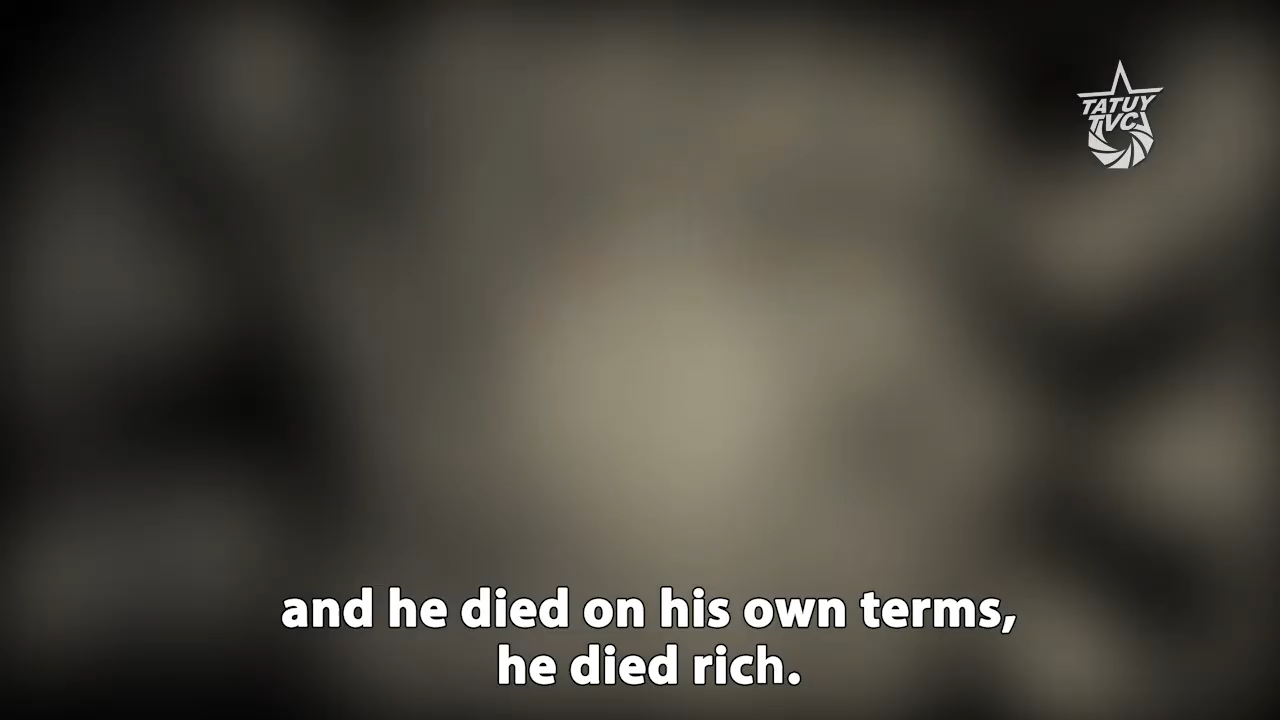 TATUY
TVC
and he died on his own terms,
he died rich.